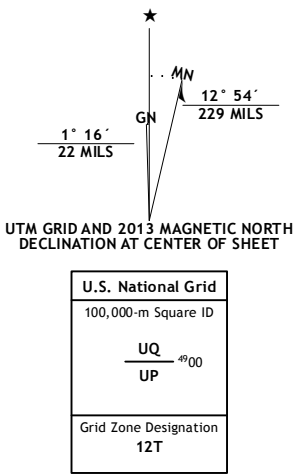 ★
MN
GN
12° 54´
229 MILS
1° 16´
22 MILS
UTM GRID AND 2013 MAGNETIC NORTH
DECLINATION AT CENTER OF SHEET
U.S. National Grid
100,000-m Square ID
UQ
⁴⁹00
UP
Grid Zone Designation
12T